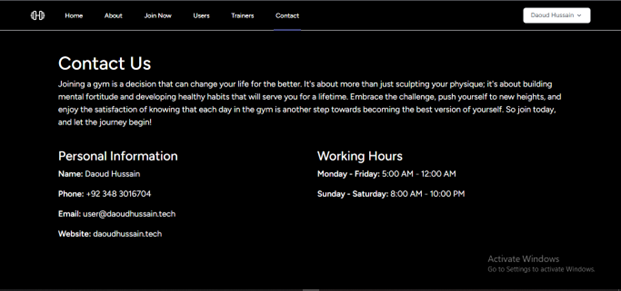 Home About Join Now Users Trainers Contact Daoud Hussain
Contact Us
Joining a gym is a decision that can change your life for the better. It's about more than just sculpting your physique; it's about building
mental fortitude and developing healthy habits that will serve you for a lifetime. Embrace the challenge, push yourself to new heights, and
enjoy the satisfaction of knowing that each day in the gym is another step towards becoming the best version of yourself. So join today,
and let the journey begin!
Personal Information
Name: Daoud Hussain
Phone: +92 348 3016704
Email: user@daoudhussain.tech
Website: daoudhussain.tech
Working Hours
Monday - Friday: 5:00 AM - 12:00 AM
Sunday - Saturday: 8:00 AM - 10:00 PM
Activate Windows
Go to Settings to activate Windows.